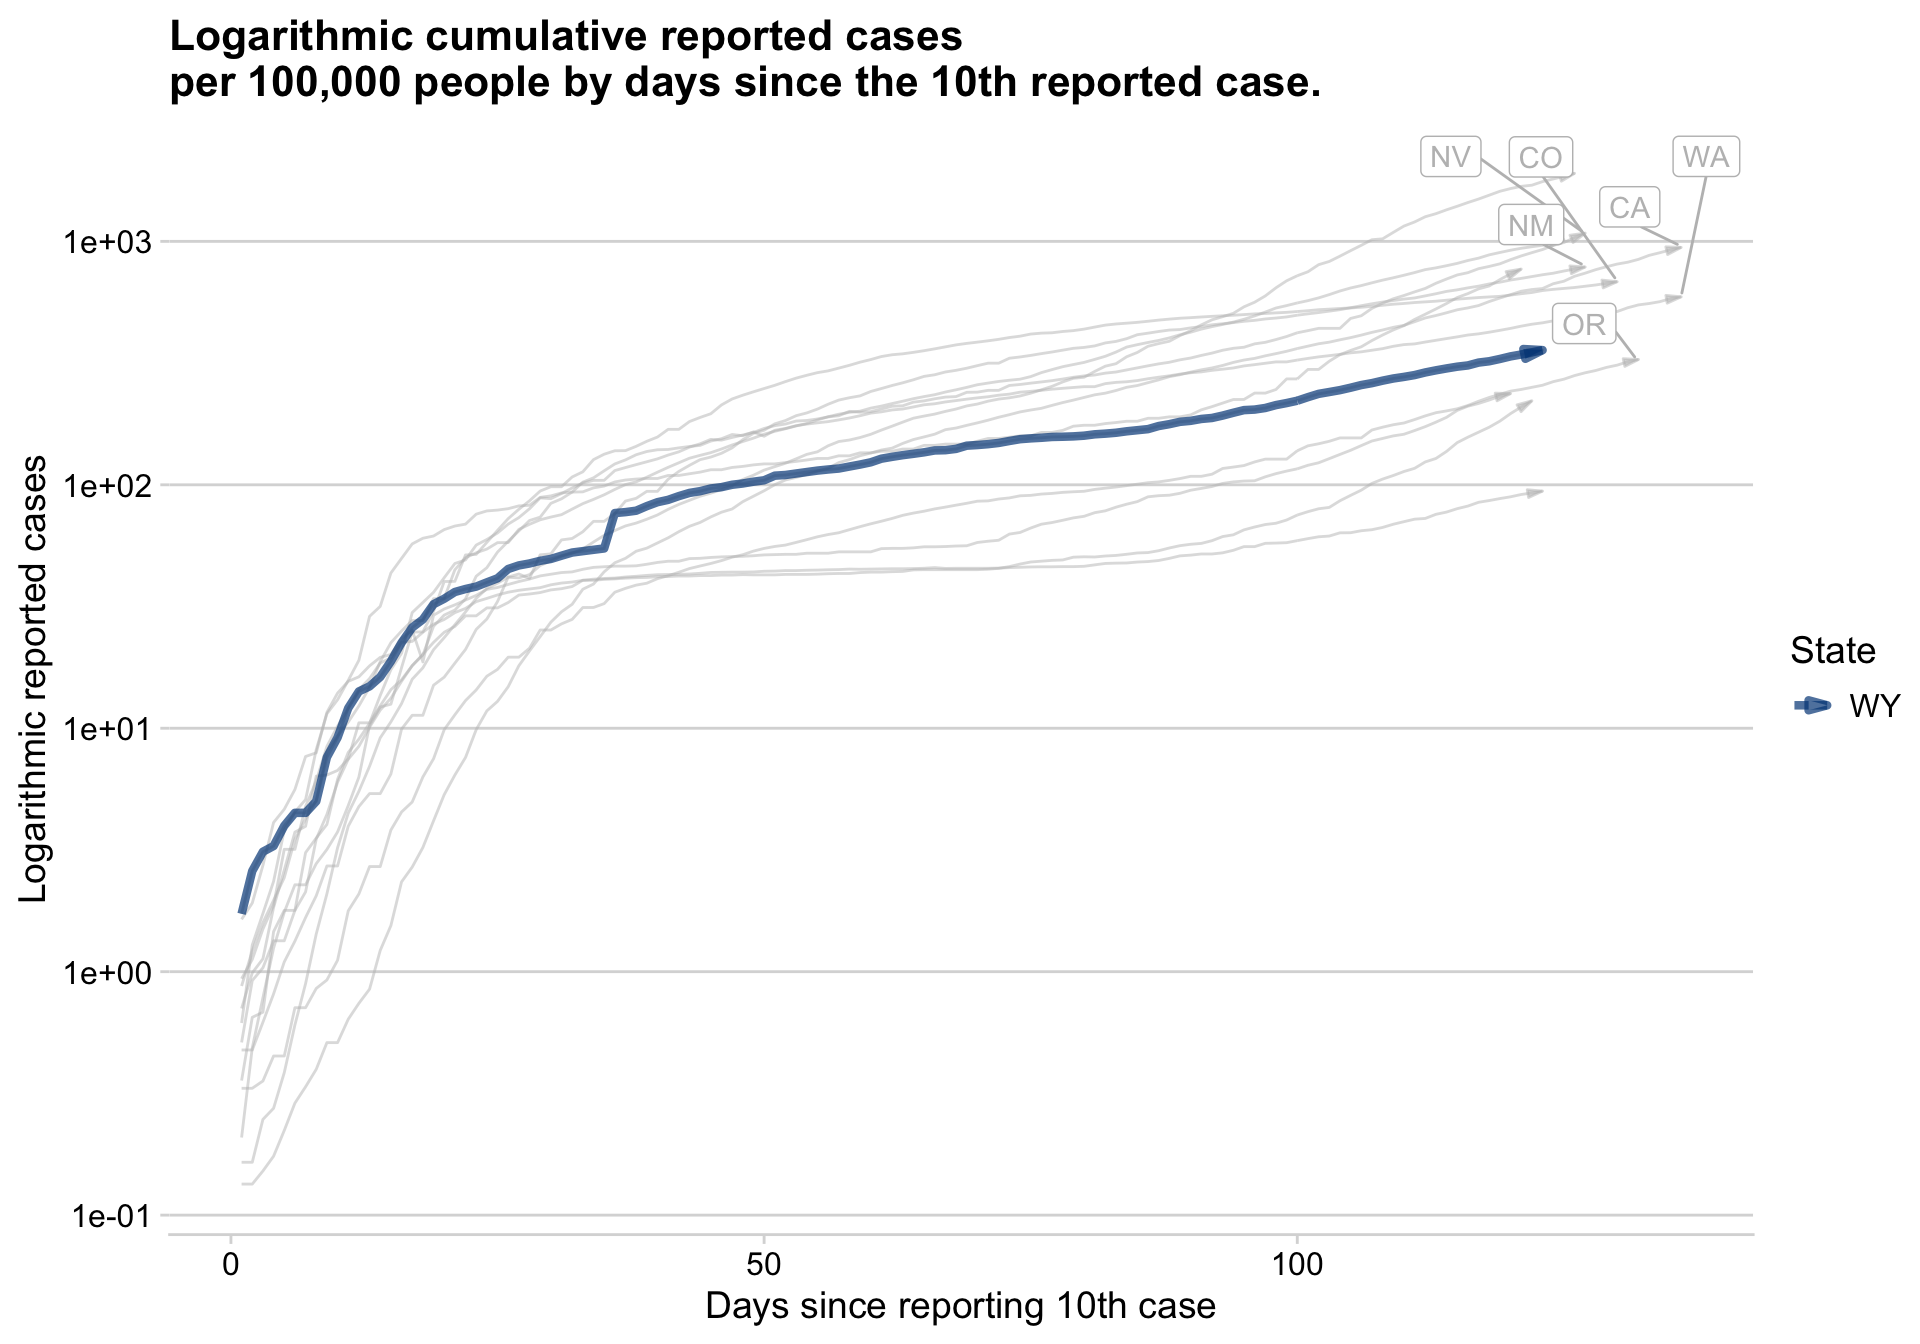 Logarithmic cumulative reported cases
per 100,000 people by days since the 10th reported case.
NV
CO
WA
CA
NM
OR
1e+03
1e+02
1e+01
1e+00
1e-01
Logarithmic reported cases
0
50
100
Days since reporting 10th case
State
WY